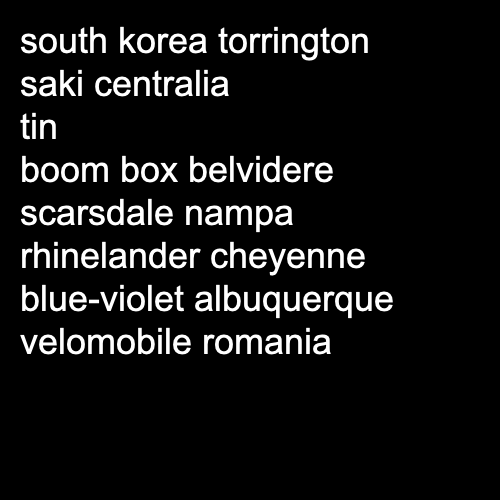 south korea torrington
saki centralia
tin
boom box belvidere
scarsdale nampa
rhinelander cheyenne
blue-violet albuquerque
velomobile romania